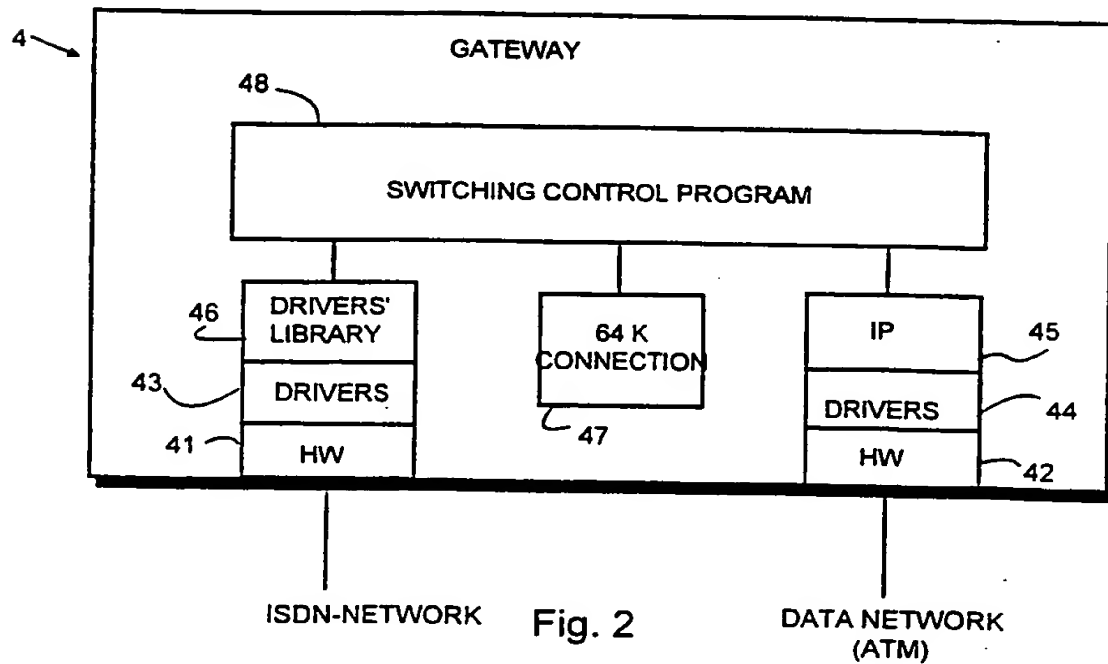 4
GATEWAY
48
SWITCHING CONTROL PROGRAM
46
DRIVERS'
LIBRARY
43
DRIVERS
41
HW
64 K
CONNECTION
47
IP
45
DRIVERS
44
HW
42
ISDN-NETWORK
Fig. 2
DATA NETWORK
(ATM)